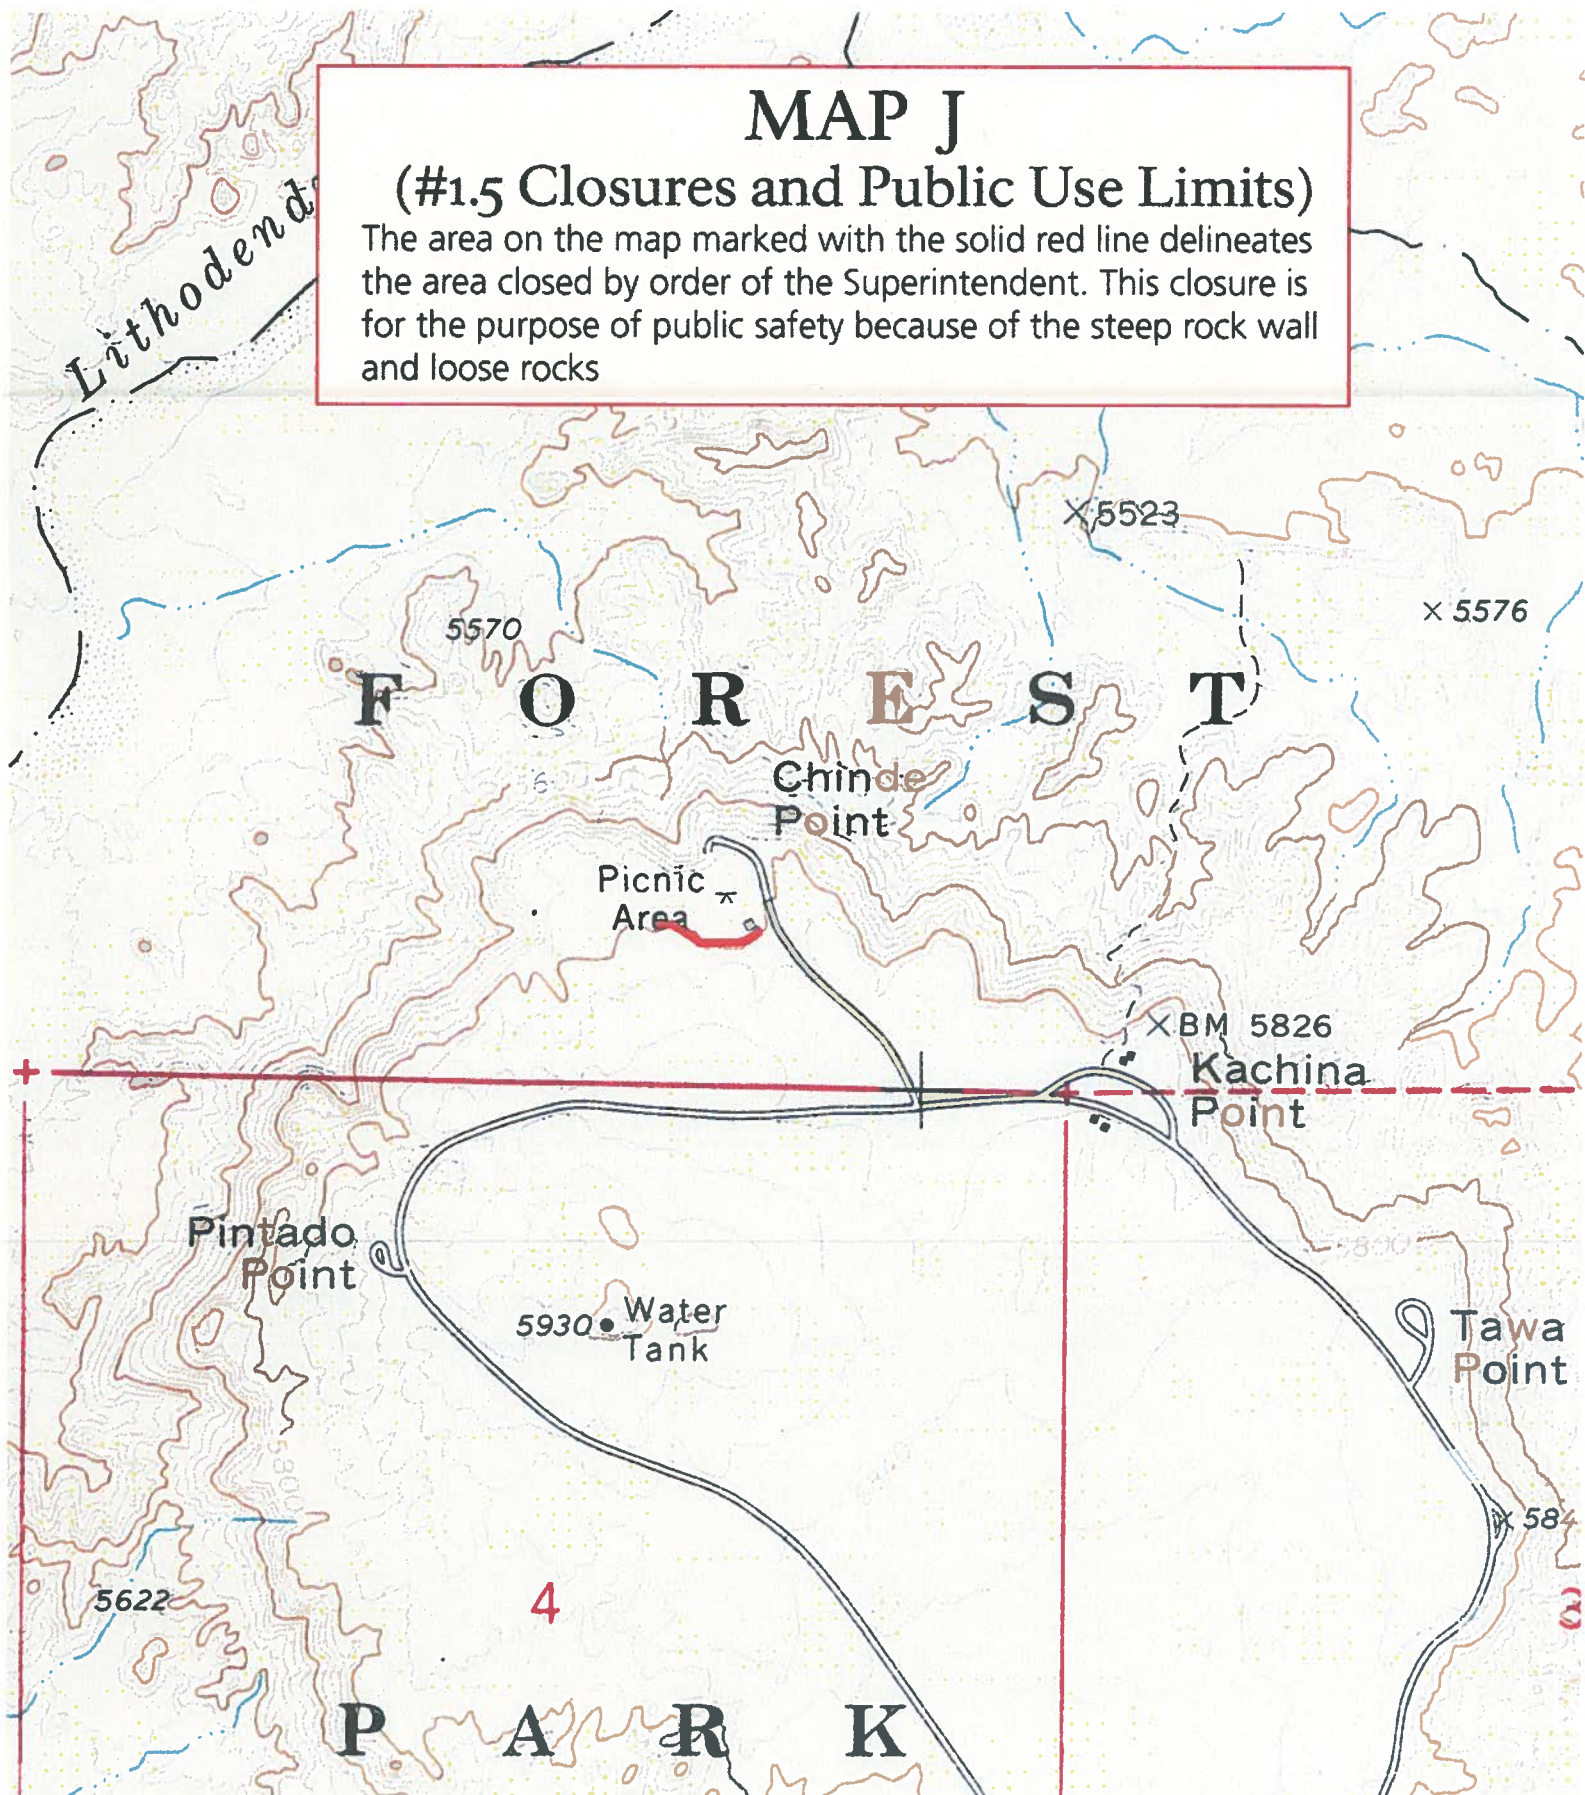 MAP J
(#1.5 Closures and Public Use Limits)
The area on the map marked with the solid red line delineates
the area closed by order of the Superintendent. This closure is
for the purpose of public safety because of the steep rock wall
and loose rocks
Lithodend
5523
5576
5570
F O R E S T
Chinde
Point
Picnic
Area
BM 5826
Kachina
Point
Pintado
Point
5800
5930 Water
Tank
Tawa
Point
584
5622
4
3
P A R K